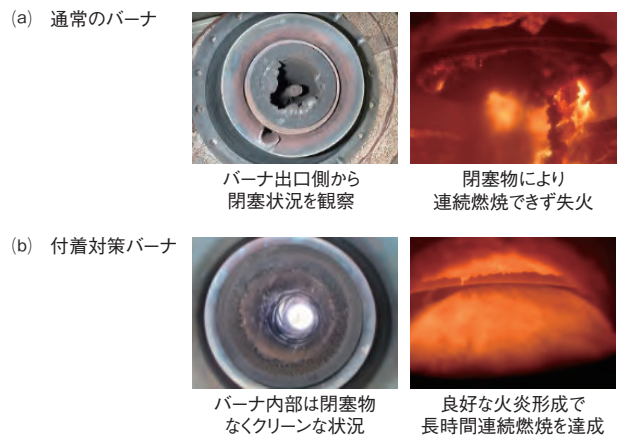 (a) 通常のバーナ
バーナ出口側から
閉塞状況を観察
閉塞物により
連続燃焼できず失火
(b) 付着対策バーナ
バーナ内部は閉塞物
なくクリーンな状況
良好な火炎形成で
長時間連続燃焼を達成